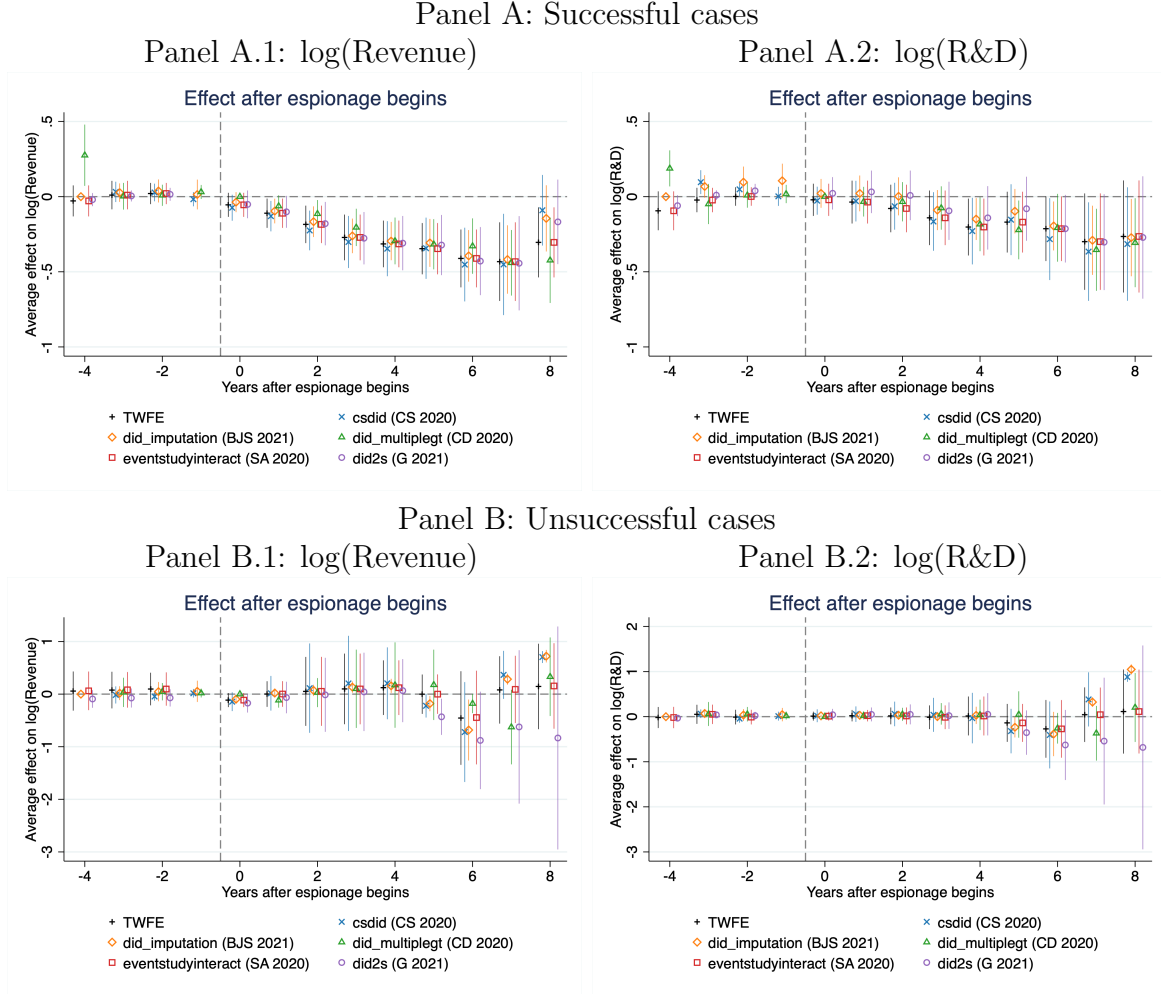 Panel A: Successful cases
Panel A.1: log(Revenue)
Effect after espionage begins
Average effect on log(Revenue)
.5
0
-.5
-1
-4 -2 0 2 4 6 8
Years after espionage begins
TWFE csdid (CS 2020)
did_imputation (BJS 2021) did_multiplegt (CD 2020)
eventstudyinteract (SA 2020) did2s (G 2021)
Panel A.2: log(R&D)
Effect after espionage begins
Average effect on log(R&D)
.5
0
-.5
-1
-4 -2 0 2 4 6 8
Years after espionage begins
TWFE csdid (CS 2020)
did_imputation (BJS 2021) did_multiplegt (CD 2020)
eventstudyinteract (SA 2020) did2s (G 2021)
Panel B: Unsuccessful cases
Panel B.1: log(Revenue)
Effect after espionage begins
Average effect on log(Revenue)
1
0
-1
-2
-3
-4 -2 0 2 4 6 8
Years after espionage begins
TWFE csdid (CS 2020)
did_imputation (BJS 2021) did_multiplegt (CD 2020)
eventstudyinteract (SA 2020) did2s (G 2021)
Panel B.2: log(R&D)
Effect after espionage begins
Average effect on log(R&D)
2
1
0
-1
-2
-3
-4 -2 0 2 4 6 8
Years after espionage begins
TWFE csdid (CS 2020)
did_imputation (BJS 2021) did_multiplegt (CD 2020)
eventstudyinteract (SA 2020) did2s (G 2021)